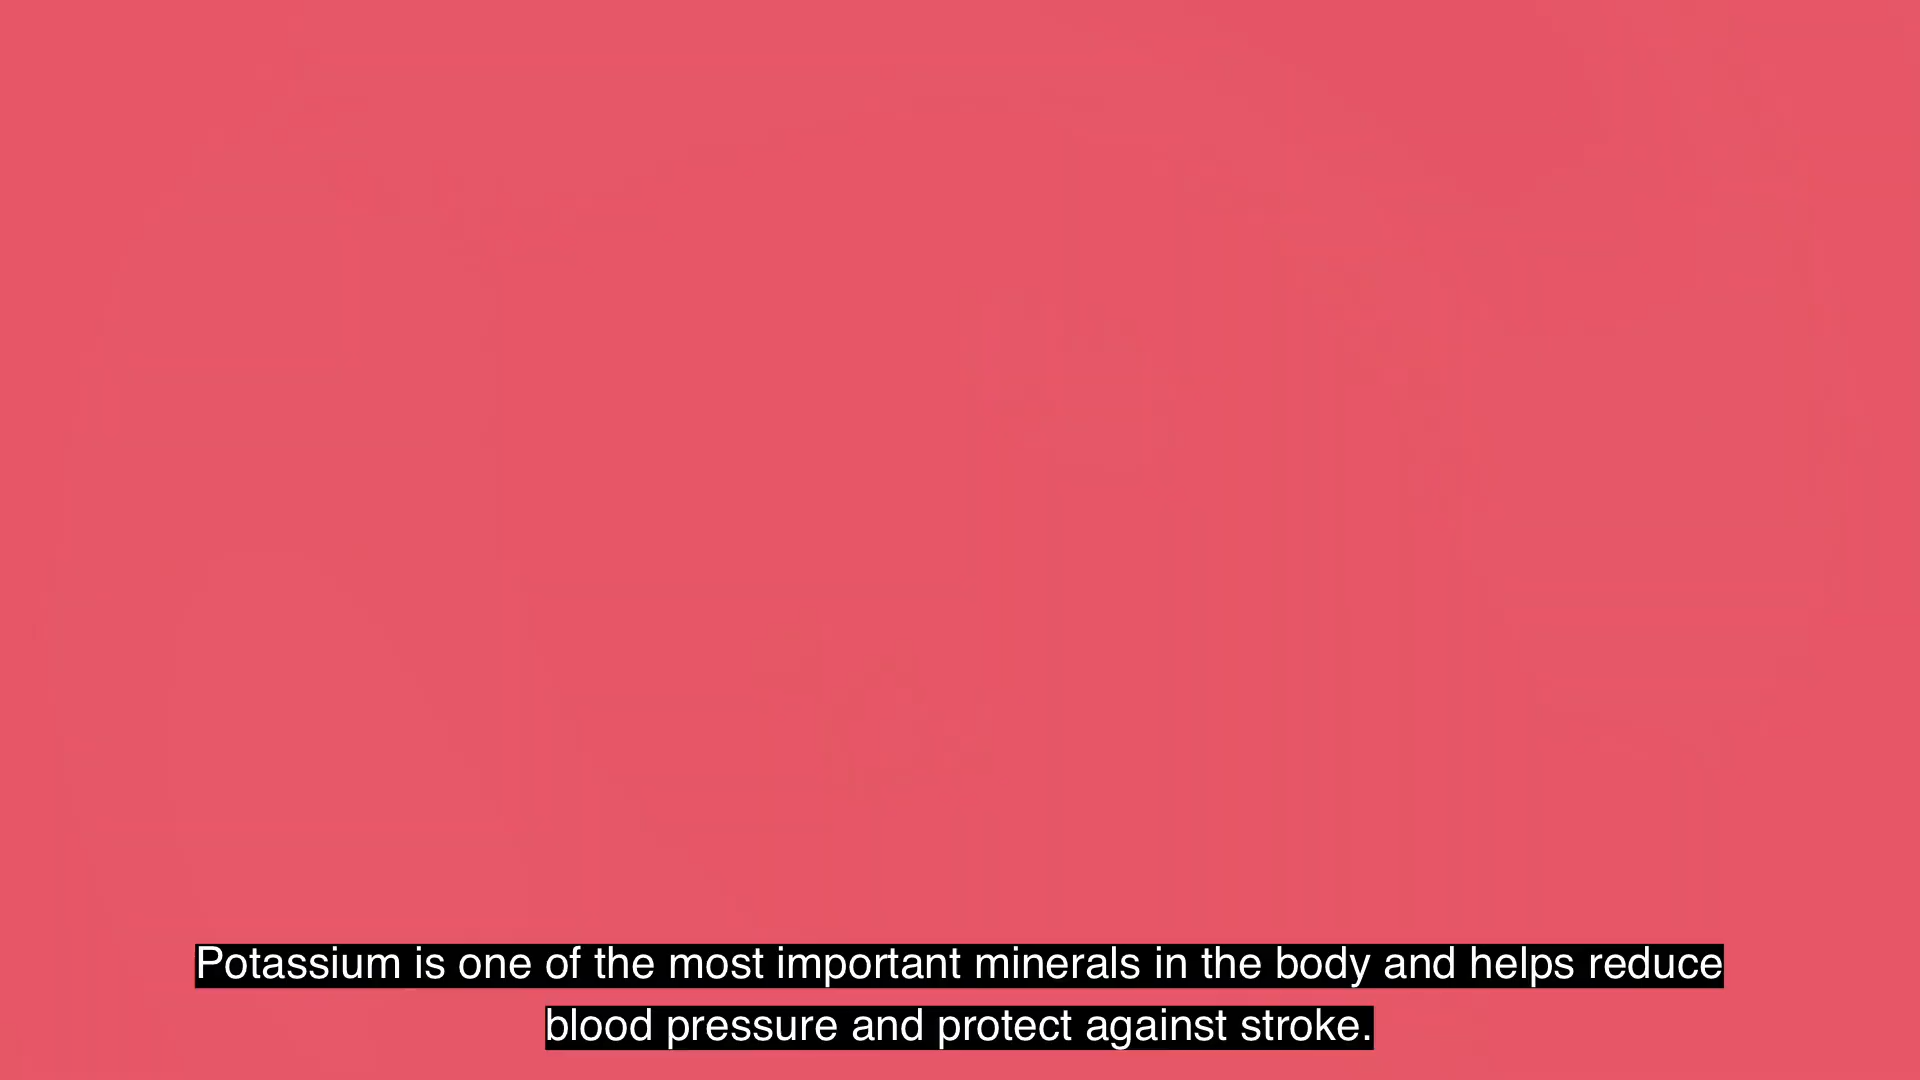 Potassium is one of the most important minerals in the body and helps reduce
blood pressure and protect against stroke.